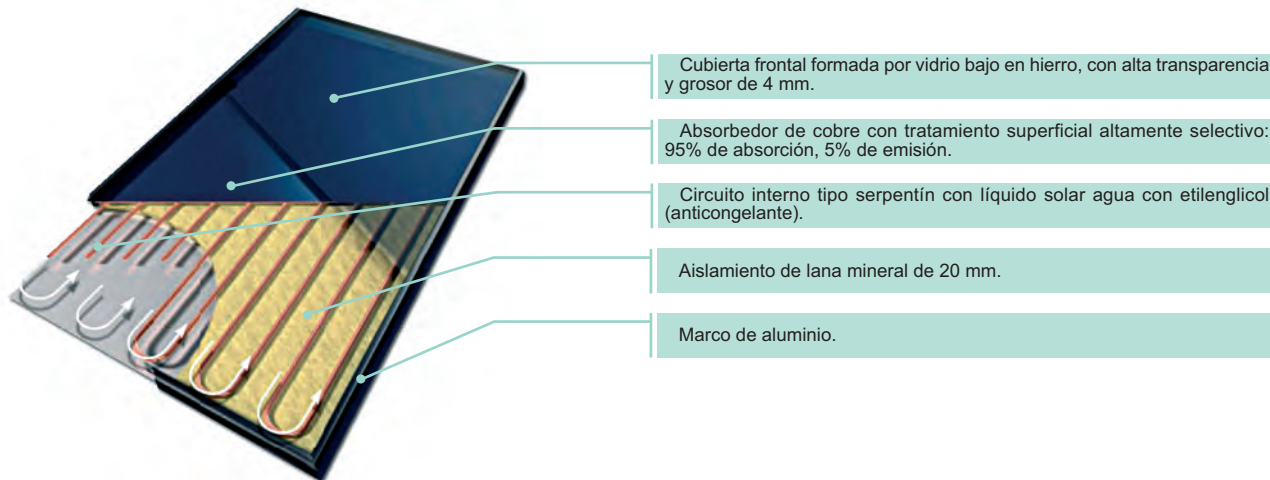 Cubierta frontal formada por vidrio bajo en hierro, con alta transparencia
y grosor de 4 mm.
Absorbedor de cobre con tratamiento superficial altamente selectivo:
95% de absorción, 5% de emisión.
Circuito interno tipo serpentín con líquido solar agua con etilenglicol
(anticongelante).
Aislamiento de lana mineral de 20 mm.
Marco de aluminio.